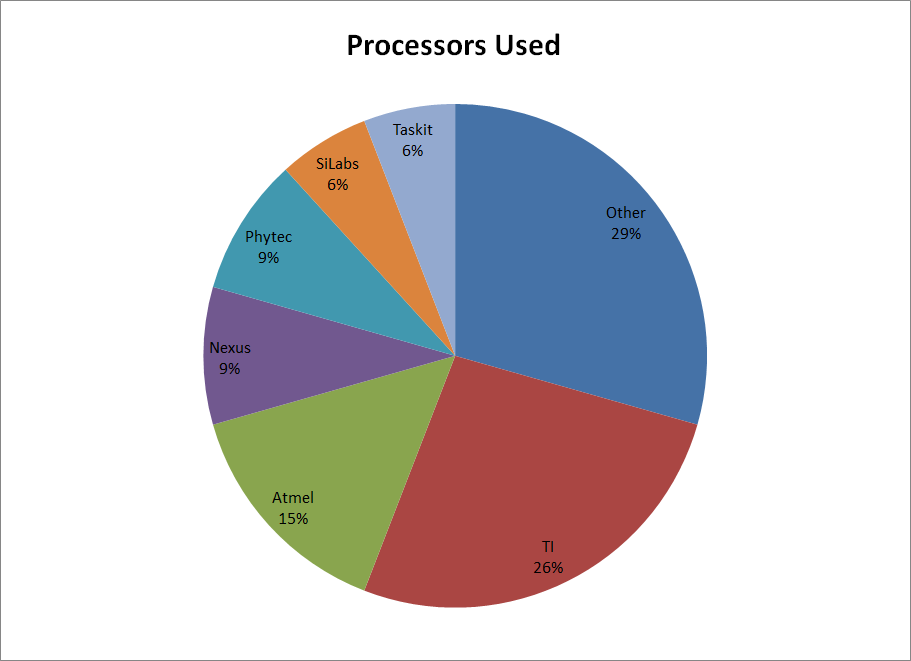 Processors Used
Taskit
6%
SiLabs
6%
Other
29%
Phytec
9%
Nexus
9%
Atmel
15%
TI
26%